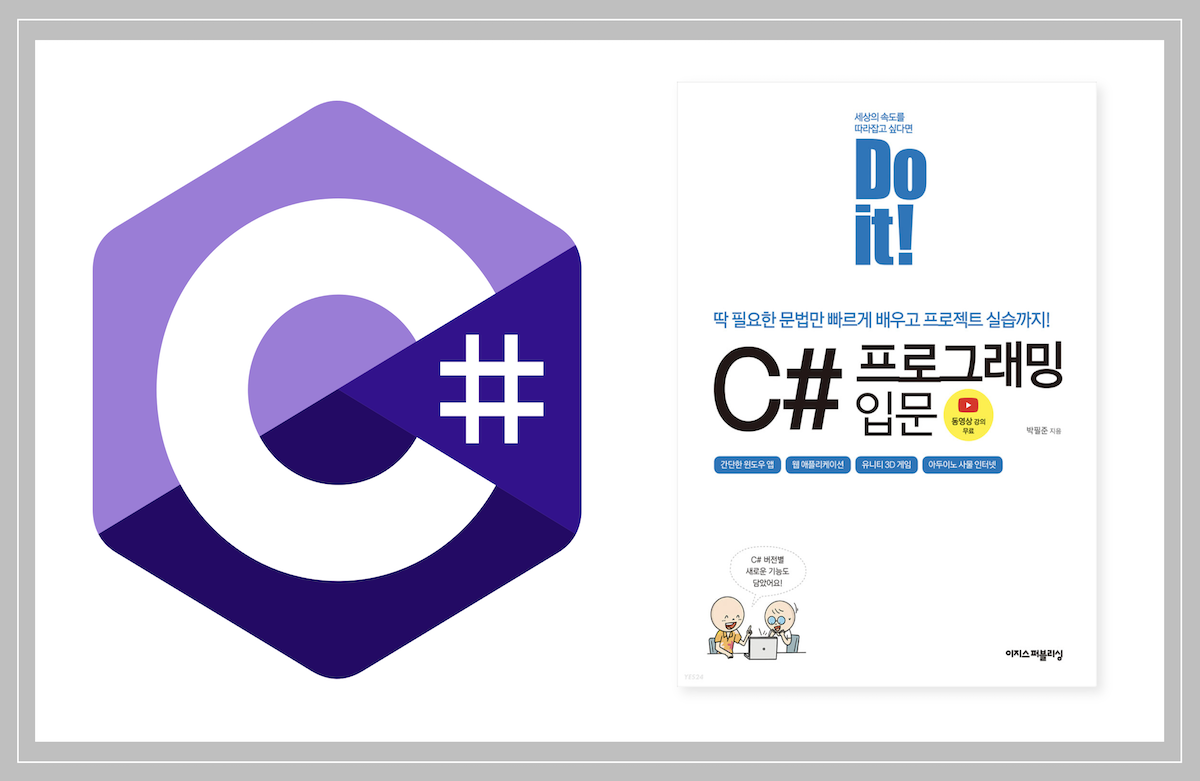 C#
세상의 속도를
따라잡고 싶다면
Do
it!
딱 필요한 문법만 빠르게 배우고 프로젝트 실습까지!
C# 프로그래밍
입문
동영상 강의
무료
박필준 지음
간단한 윈도우 앱 웹 애플리케이션 유니티 3D 게임 아두이노 사물 인터넷
C# 버전별
새로운 기능도
담았어요!
이지스 퍼블리싱
YES24